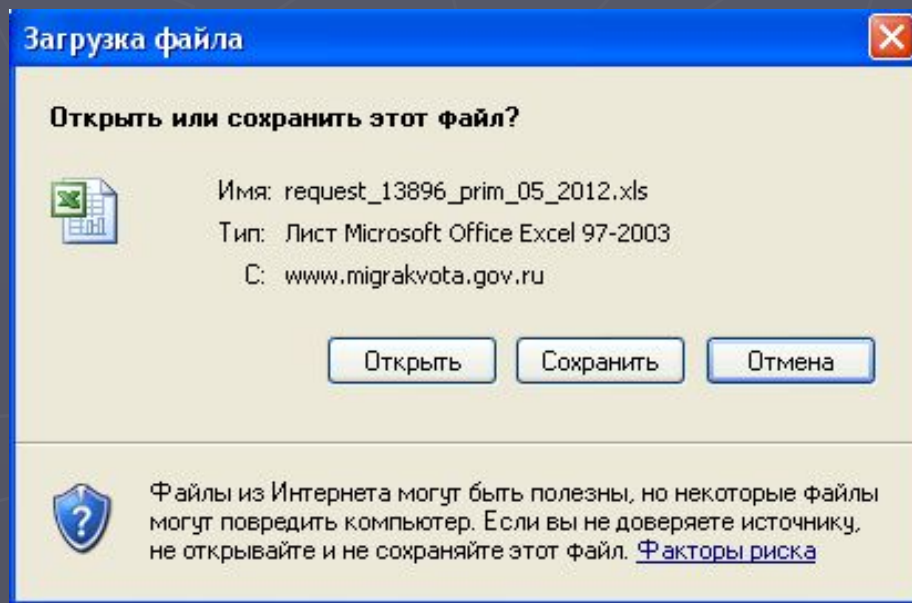 Загрузка файла
Открыть или сохранить этот файл?
Имя: request_13896_prim_05_2012.xls
Тип: Лист Microsoft Office Excel 97-2003
С: www.migrakvota.gov.ru
Открыть Сохранить Отмена
Файлы из Интернета могут быть полезны, но некоторые файлы
могут повредить компьютер. Если вы не доверяете источнику,
не открывайте и не сохраняйте этот файл. Факторы риска